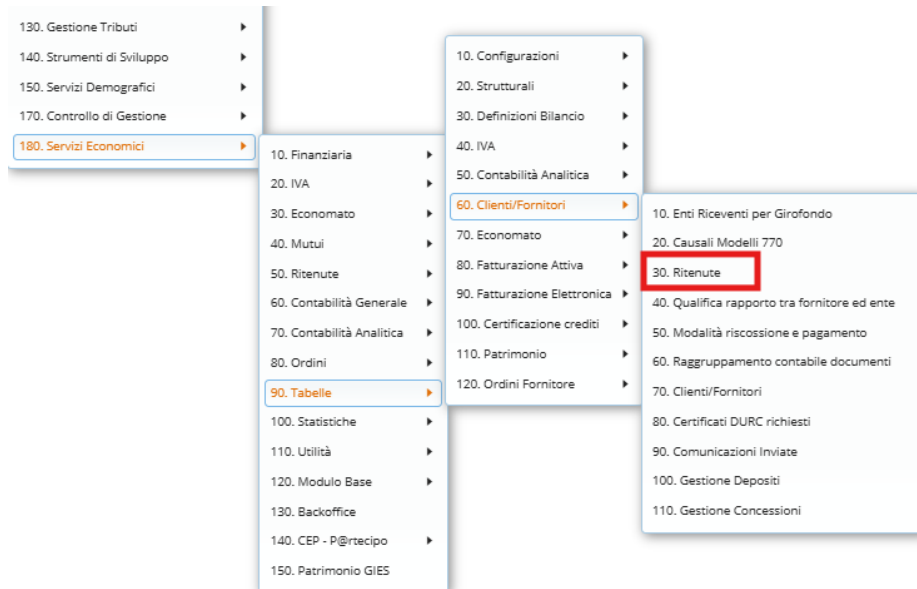 130. Gestione Tributi
140. Strumenti di Sviluppo
150. Servizi Demografici
170. Controllo di Gestione
180. Servizi Economici
10. Finanziaria
20. IVA
30. Economato
40. Mutui
50. Ritenute
60. Contabilità Generale
70. Contabilità Analitica
80. Ordini
90. Tabelle
100. Statistiche
110. Utilità
120. Modulo Base
130. Backoffice
140. CEP - P@rtecipo
150. Patrimonio GIES
10. Configurazioni
20. Strutturali
30. Definizioni Bilancio
40. IVA
50. Contabilità Analitica
60. Clienti/Fornitori
70. Economato
80. Fatturazione Attiva
90. Fatturazione Elettronica
100. Certificazione crediti
110. Patrimonio
120. Ordini Fornitore
10. Enti Riceventi per Girofondo
20. Causali Modelli 770
30. Ritenute
40. Qualifica rapporto tra fornitore ed ente
50. Modalità riscossione e pagamento
60. Raggruppamento contabile documenti
70. Clienti/Fornitori
80. Certificati DURC richiesti
90. Comunicazioni Inviate
100. Gestione Depositi
110. Gestione Concessioni